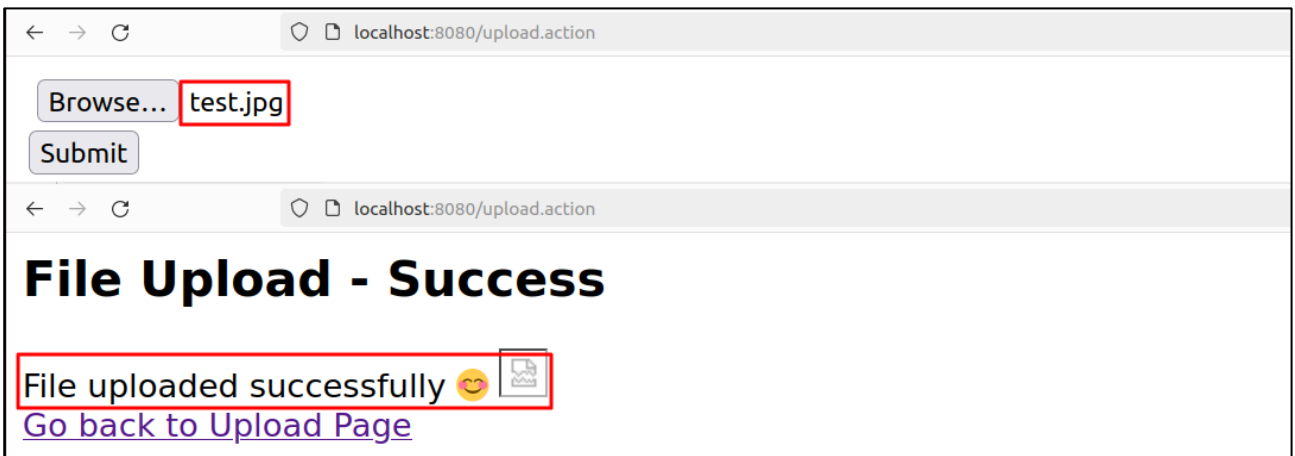 localhost:8080/upload.action
Browse... test.jpg
Submit
localhost:8080/upload.action
File Upload - Success
File uploaded successfully 😊
Go back to Upload Page